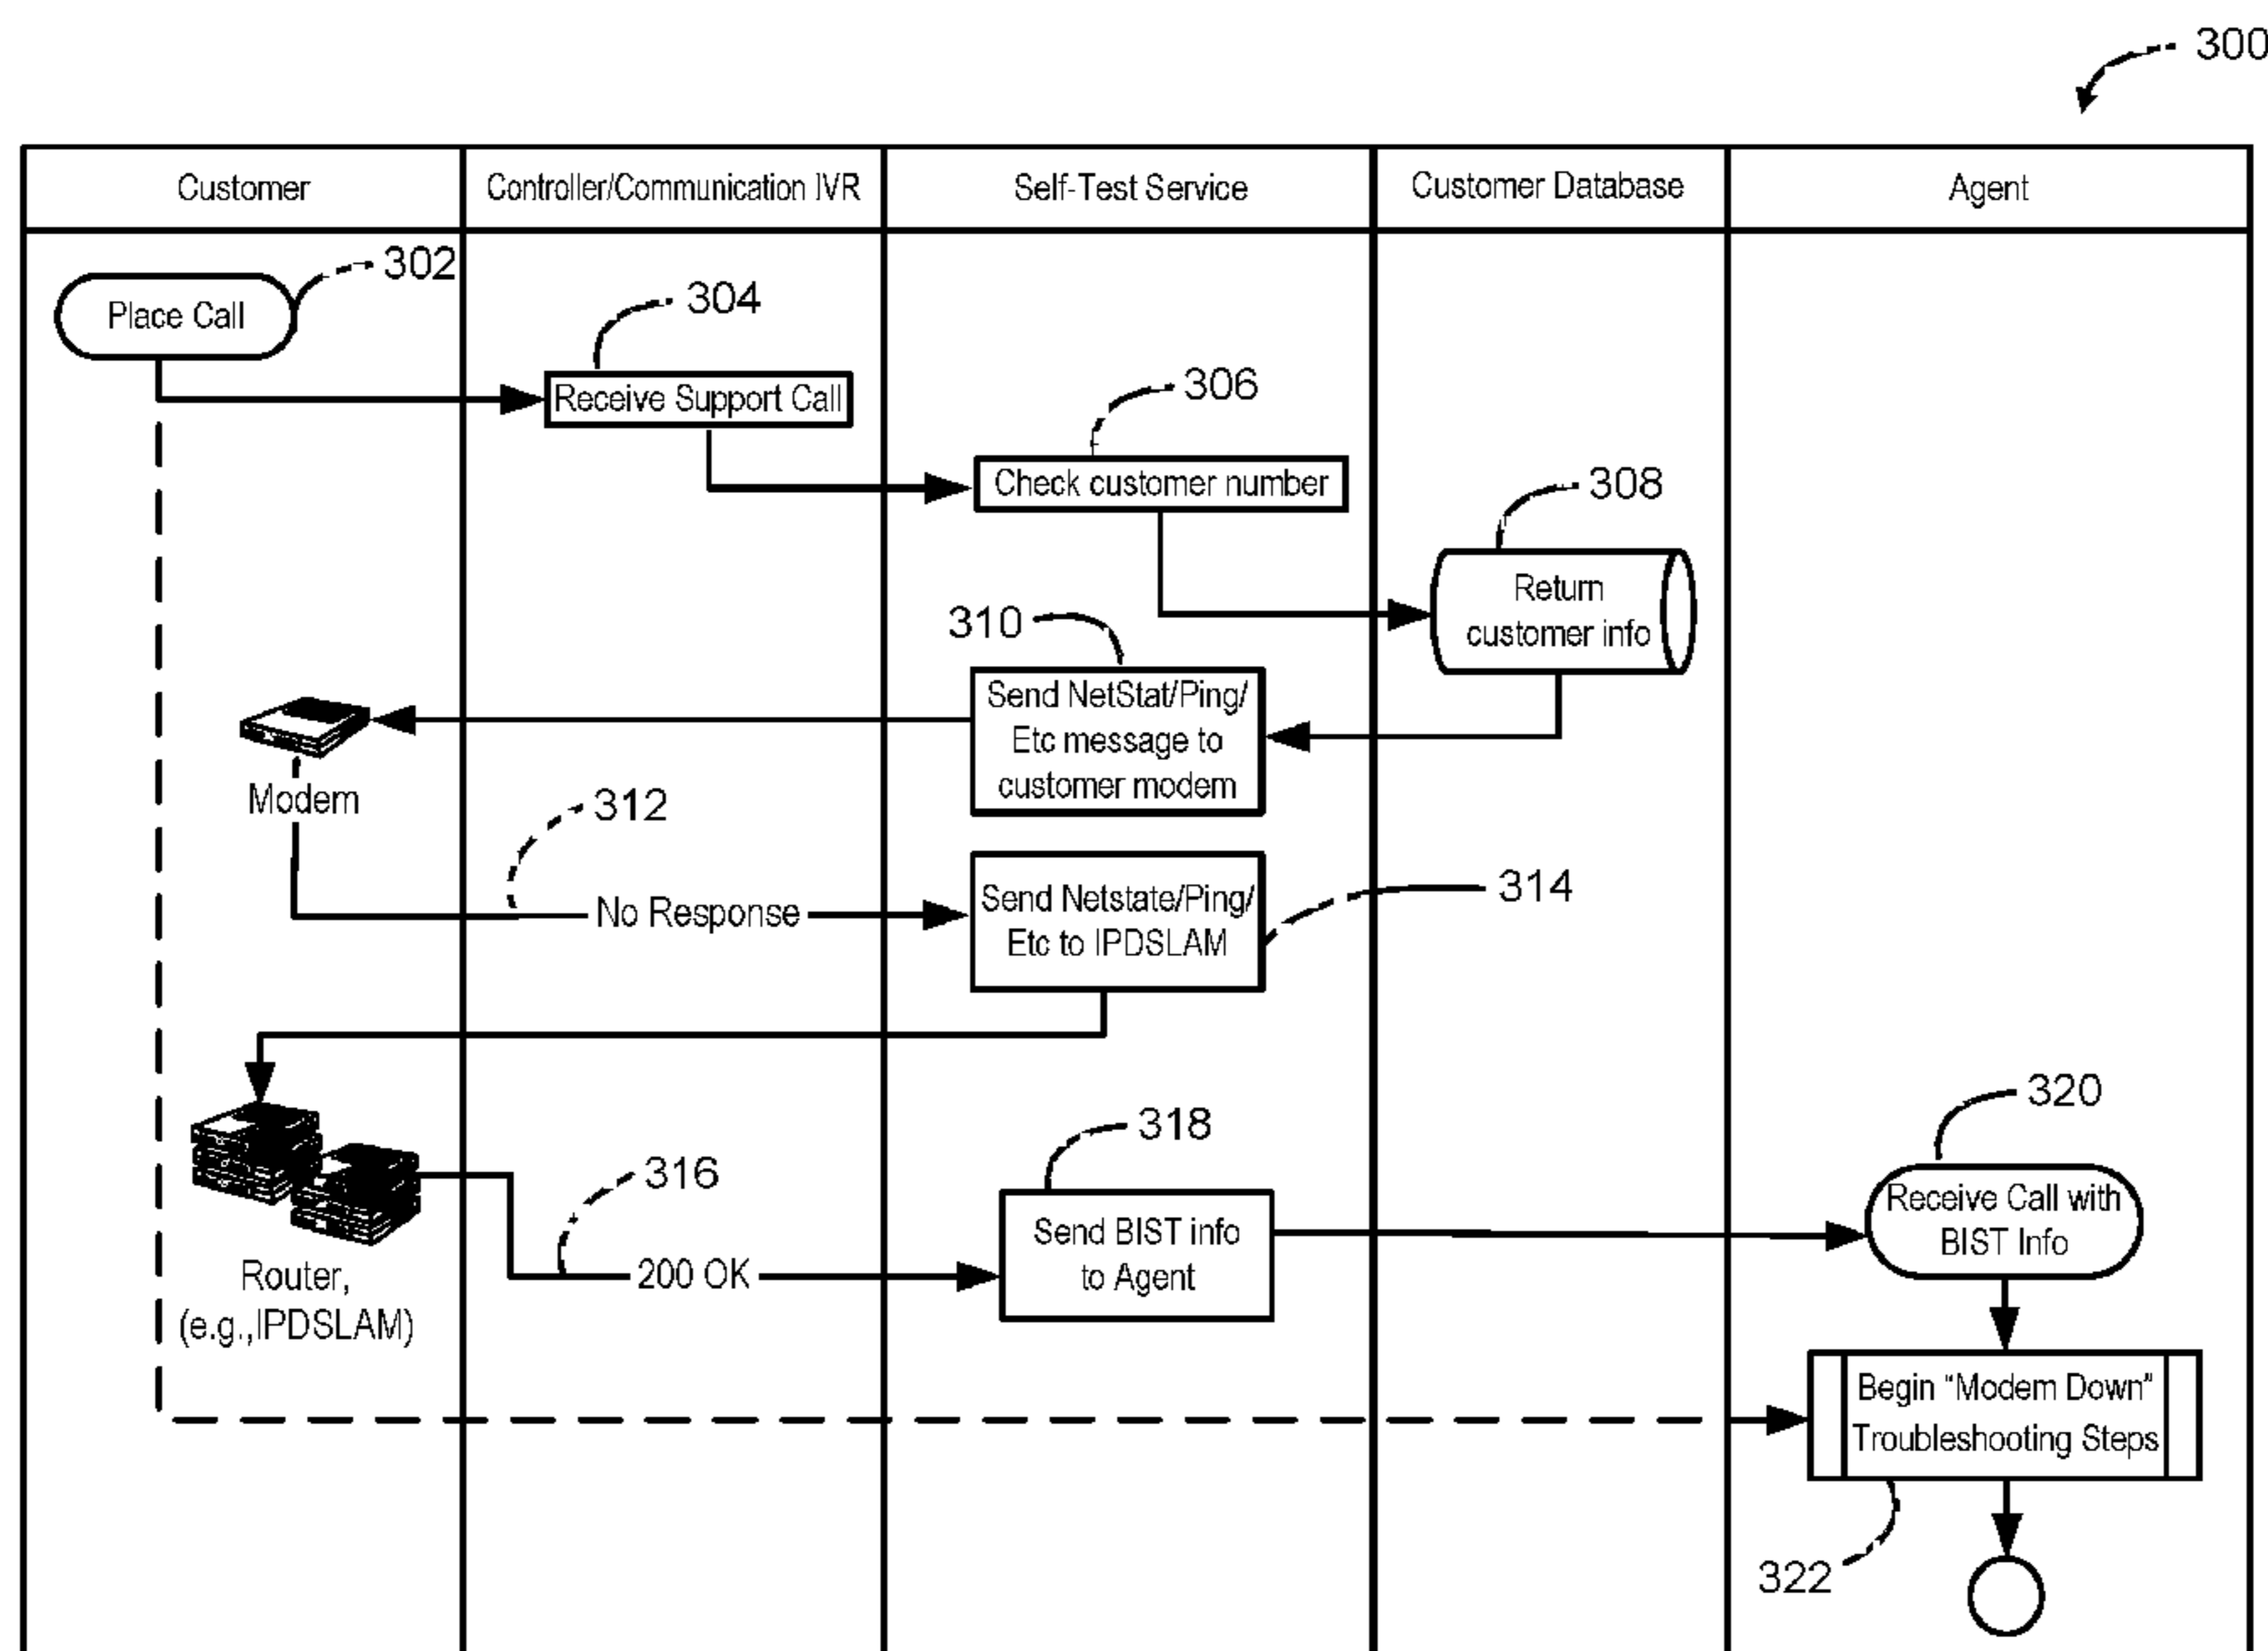 300
Customer
Controller/Communication IVR
Self-Test Service
Customer Database
Agent
302
Place Call
304
Receive Support Call
306
Check customer number
308
Return
customer info
310
Send NetStat/Ping/
Etc message to
customer modem
Modem
312
No Response
Send Netstate/Ping/
Etc to IPDSLAM
314
Router,
(e.g.,IPDSLAM)
316
200 OK
318
Send BIST info
to Agent
320
Receive Call with
BIST Info
Begin "Modem Down"
Troubleshooting Steps
322